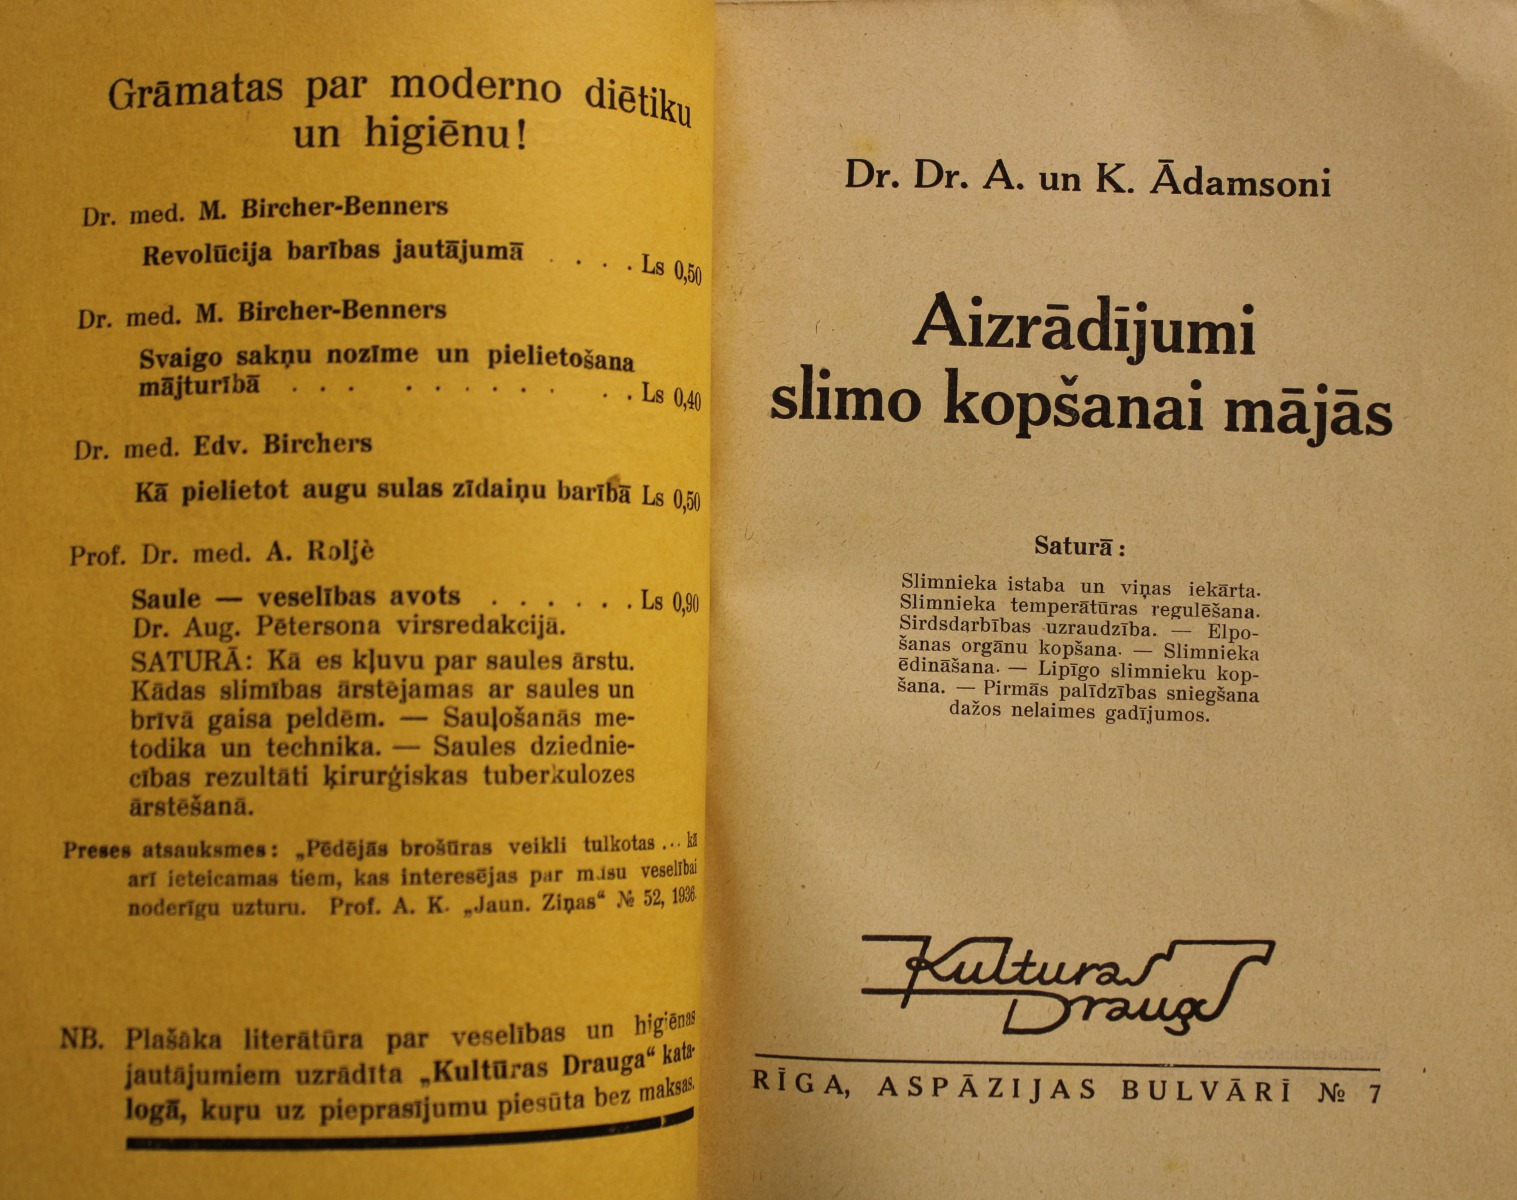 Grāmatas par moderno diētiku
un higiēnu!
Dr. med. M. Bircher-Benners
Revolūcija barības jautājumā . . . . Ls 0,50
Dr. med. M. Bircher-Benners
Svaigo sakņu nozīme un pielietošana
mājturībā . . . . . . . . . . . Ls 0,40
Dr. med. Edv. Birchers
Kā pielietot augu sulas zīdaiņu barībā Ls 0,50
Prof. Dr. med. A. Roljè
Saule — veselības avots . . . . . . Ls 0,90
Dr. Aug. Pētersona virsredakcijā.
SATURĀ: Kā es kļuvu par saules ārstu.
Kādas slimības ārstējamas ar saules un
brīvā gaisa peldēm. — Sauļošanās me-
todika un technika. — Saules dziednie-
cības rezultāti ķirurģiskas tuberkulozes
ārstēšanā.
Preses atsauksmes: „Pēdējās brošūras veikli tulkotas ... kā
arī ieteicamas tiem, kas interesējas par mūsu veselībai
noderīgu uzturu. Prof. A. K. „Jaun. Ziņas“ № 52, 1936.
NB. Plašāka literātūra par veselības un higiēnas
jautājumiem uzrādīta „Kultūras Drauga“ kata-
logā, kuŗu uz pieprasījumu piesūta bez maksas.
Dr. Dr. A. un K. Ādamsoni
Aizrādījumi
slimo kopšanai mājās
Saturā:
Slimnieka istaba un viņas iekārta.
Slimnieka temperātūras regulēšana.
Sirdsdarbības uzraudzība. — Elpo-
šanas orgānu kopšana. — Slimnieka
ēdināšana. — Lipīgo slimnieku kop-
šana. — Pirmās palīdzības sniegšana
dažos nelaimes gadījumos.
Kulturas
Draugs
RĪGA, ASPĀZIJAS BULVĀRĪ № 7